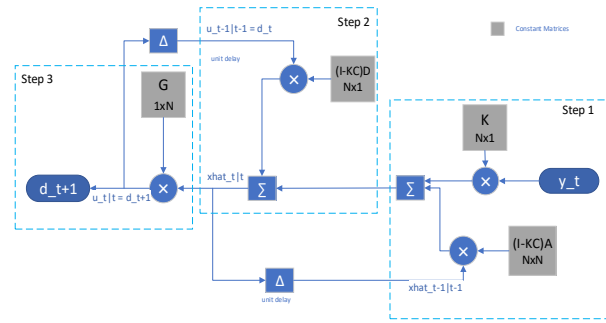 Step 2
Δ
u_t-1|t-1 = d_t
unit delay
Constant Matrices
(I-KC)D
Nx1
×
Step 3
G
1xN
Step 1
K
Nx1
xhat_t|t
d_t+1
×
Σ
Σ
×
y_t
u_t|t = d_t+1
(I-KC)A
NxN
×
Δ
unit delay
xhat_t-1|t-1